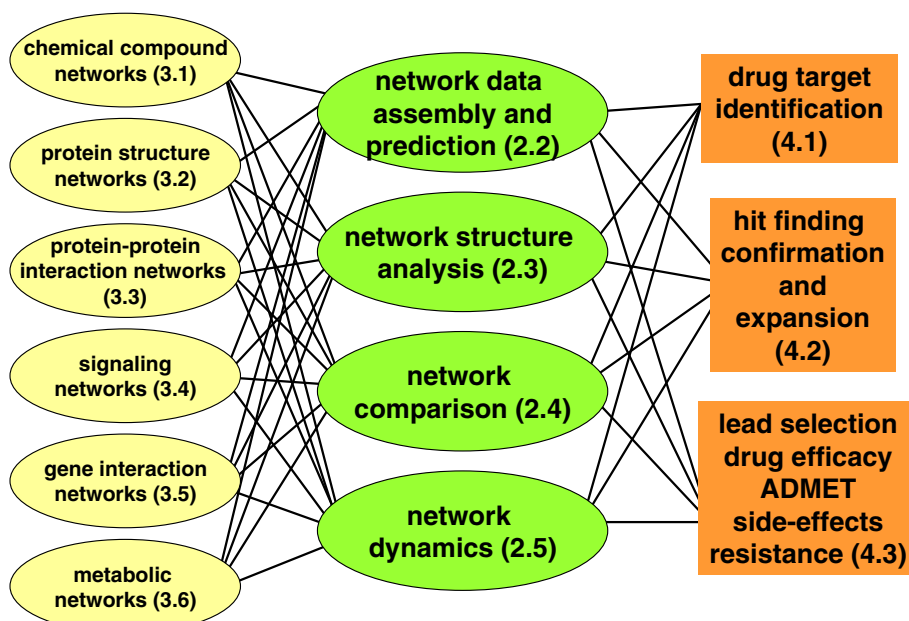 chemical compound
networks (3.1)
protein structure
networks (3.2)
protein-protein
interaction networks
(3.3)
signaling
networks (3.4)
gene interaction
networks (3.5)
metabolic
networks (3.6)
network data
assembly and
prediction (2.2)
network structure
analysis (2.3)
network
comparison (2.4)
network
dynamics (2.5)
drug target
identification
(4.1)
hit finding
confirmation
and
expansion
(4.2)
lead selection
drug efficacy
ADMET
side-effects
resistance (4.3)